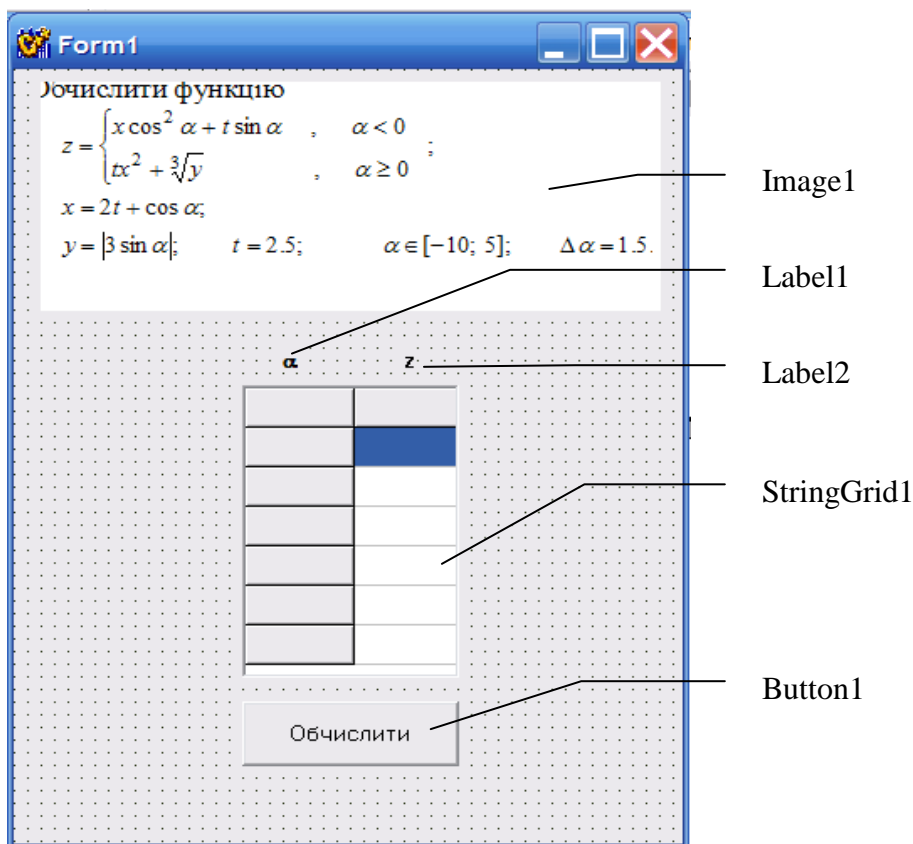 Form1
Обчислити функцію
z = { x cos² α + t sin α , α < 0
tx² + ∛y , α ≥ 0 ;
x = 2t + cos α;
y = |3 sin α|; t = 2.5; α ∈ [−10; 5]; Δ α = 1.5.
Image1
Label1
α z
Label2
StringGrid1
Button1
Обчислити